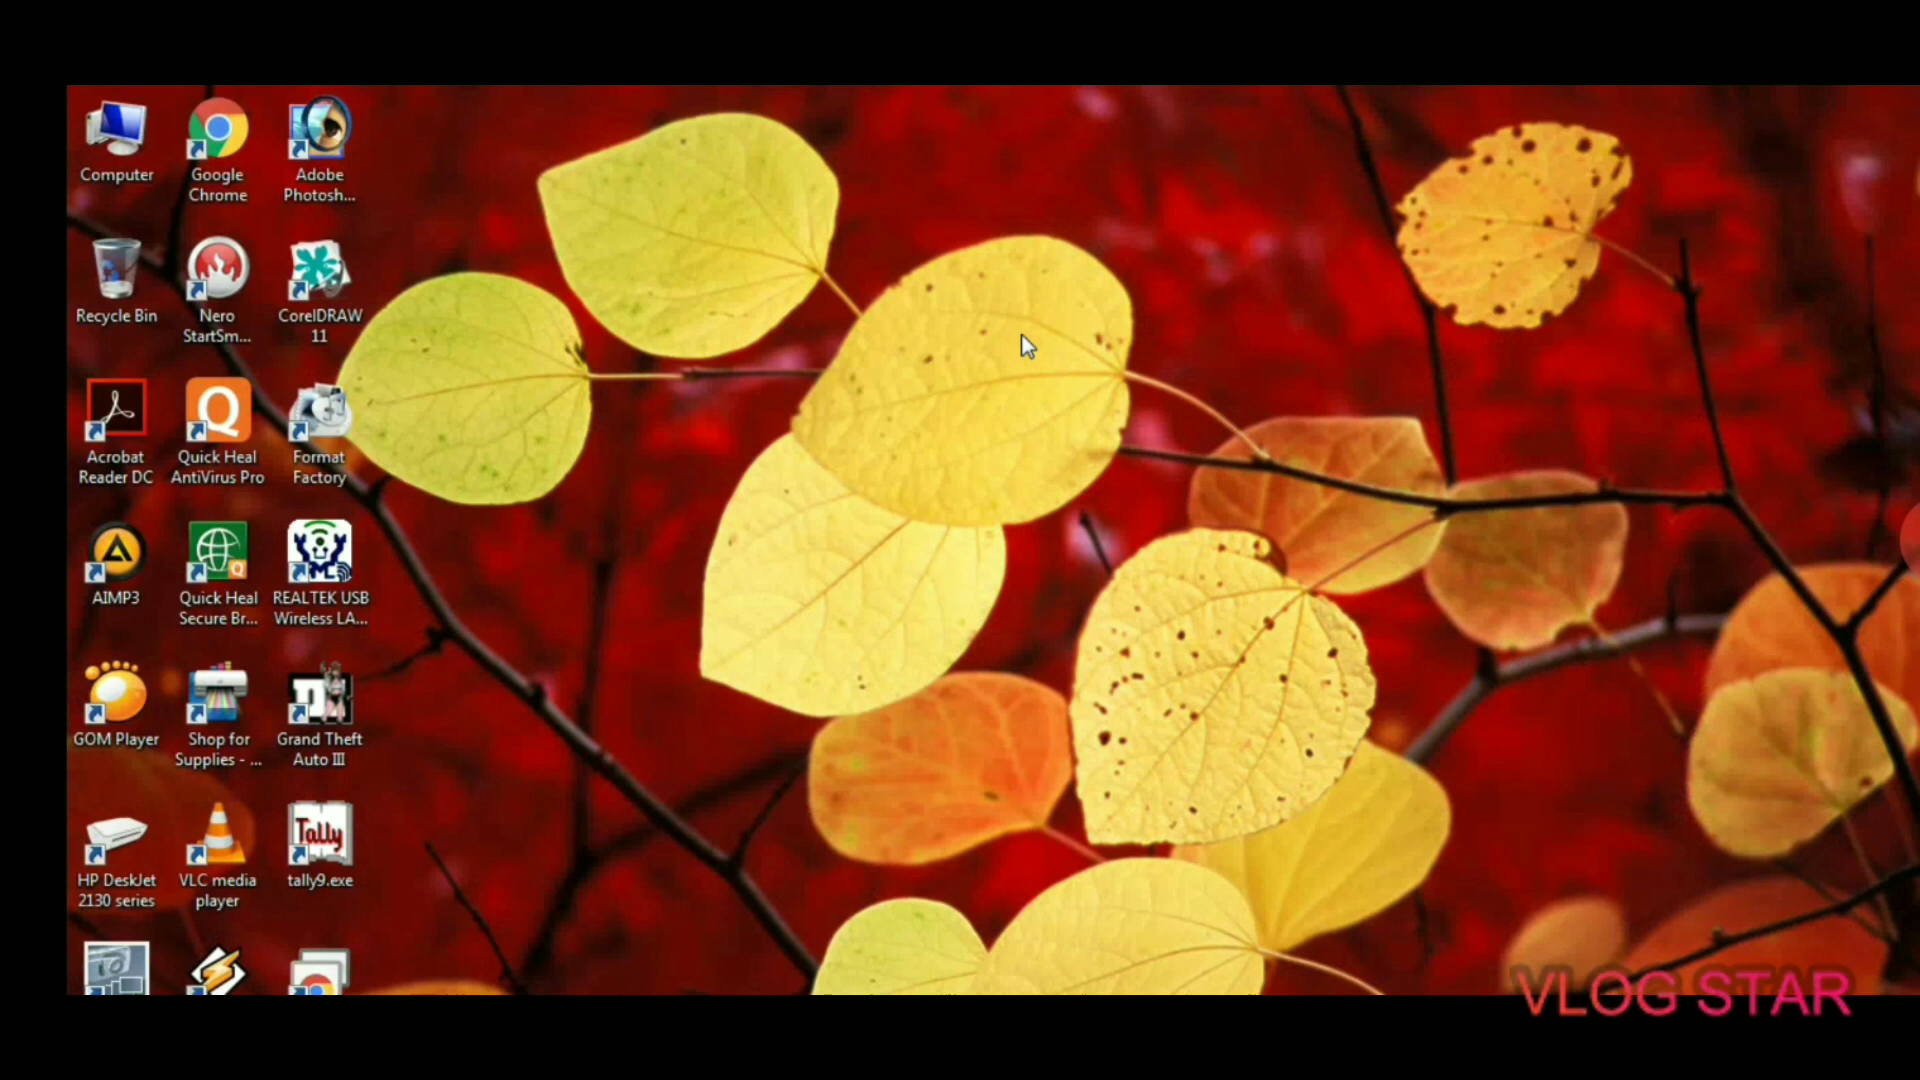 Computer
Google
Chrome
Adobe
Photosh...
Recycle Bin
Nero
StartSm...
CorelDRAW
11
Acrobat
Reader DC
Quick Heal
AntiVirus Pro
Format
Factory
AIMP3
Quick Heal
Secure Br...
REALTEK USB
Wireless LA...
GOM Player
Shop for
Supplies - ...
Grand Theft
Auto III
HP DeskJet
2130 series
VLC media
player
Tally
tally9.exe
VLOG STAR